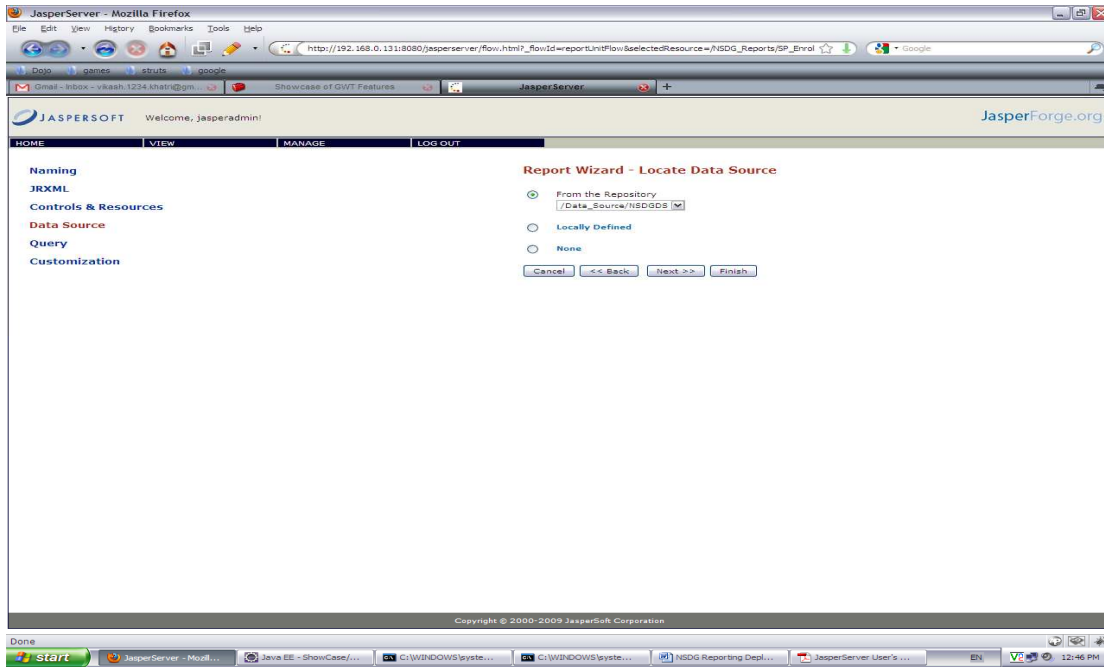 JasperServer - Mozilla Firefox
File Edit View History Bookmarks Tools Help
http://192.168.0.131:8080/jasperserver/flow.html?_flowId=reportUnitFlow&selectedResource=/NSDG_Reports/SP_Enrol
Google
Dojo games struts google
Gmail - Inbox - vikash.1234.khatri@gm... Showcase of GWT Features JasperServer
JASPERSOFT Welcome, jasperadmin! JasperForge.org
HOME VIEW MANAGE LOG OUT
Naming
JRXML
Controls & Resources
Data Source
Query
Customization
Report Wizard - Locate Data Source
From the Repository
/Data_Source/NSDGDS
Locally Defined
None
Cancel << Back Next >> Finish
Copyright © 2000-2009 JasperSoft Corporation
Done
start JasperServer - Mozil... Java EE - ShowCase/... C:\WINDOWS\syste... C:\WINDOWS\syste... NSDG Reporting Depl... JasperServer User's ... EN 12:46 PM